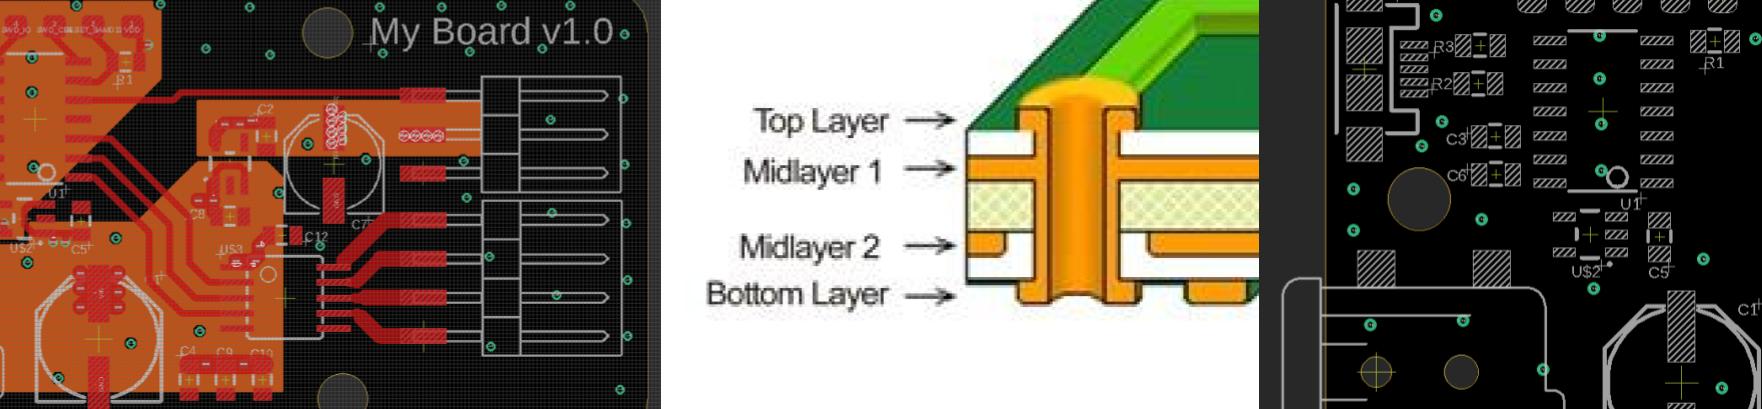 My Board v1.0
R1
C2
U1
C8
C7
U$2
C5
U$3
C12
C4
C9
C10
Top Layer
Midlayer 1
Midlayer 2
Bottom Layer
R3
R2
R1
C3
C6
U1
U$2
C5
C1